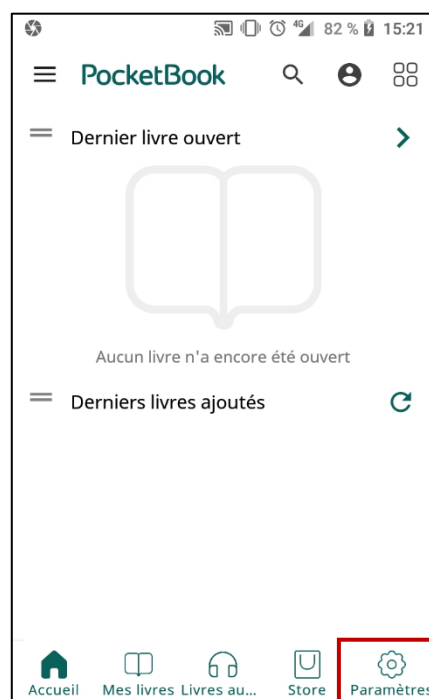 4G 82 % 15:21
PocketBook
Dernier livre ouvert
Aucun livre n'a encore été ouvert
Derniers livres ajoutés
Accueil Mes livres Livres au... Store Paramètres